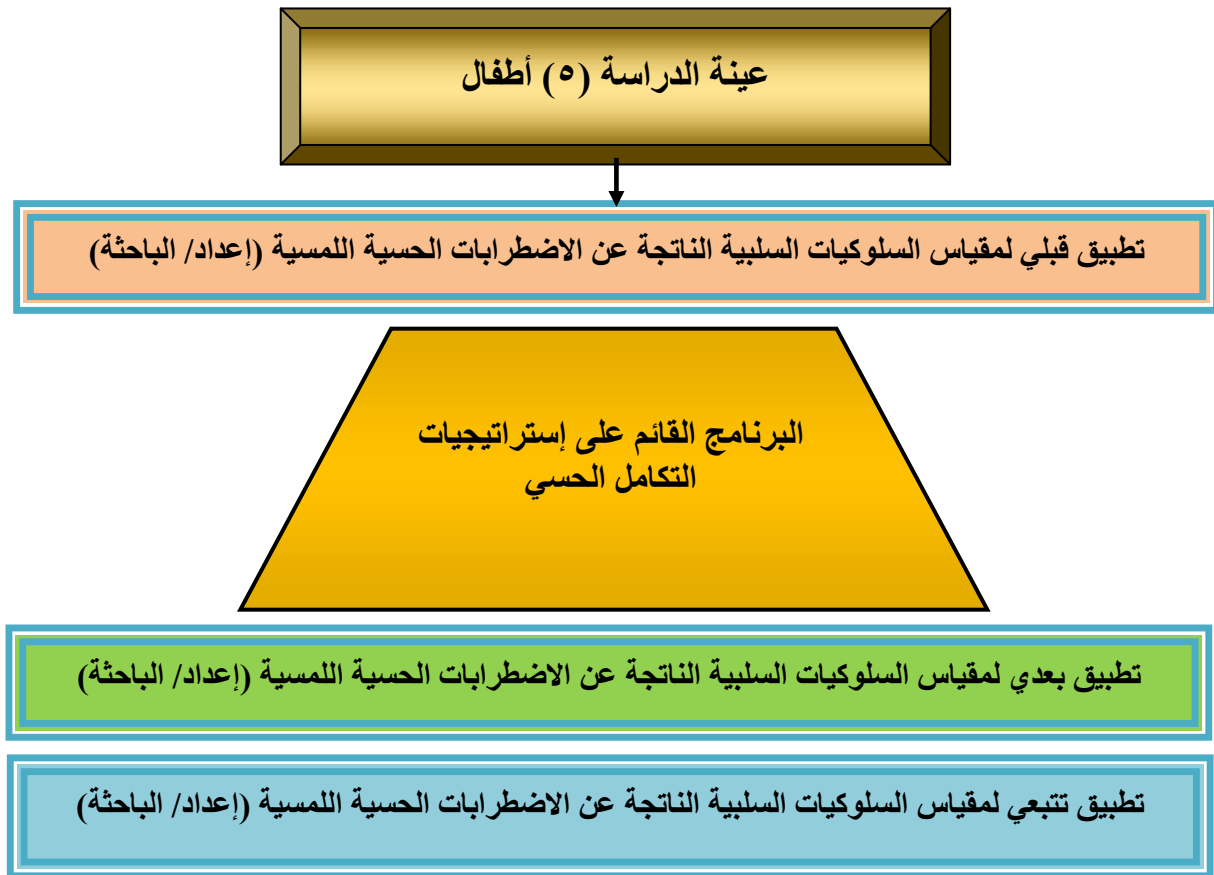 عينة الدراسة (٥) أطفال
تطبيق قبلي لمقياس السلوكيات السلبية الناتجة عن الاضطرابات الحسية اللمسية (إعداد/ الباحثة)
البرنامج القائم على إستراتيجيات
التكامل الحسي
تطبيق بعدي لمقياس السلوكيات السلبية الناتجة عن الاضطرابات الحسية اللمسية (إعداد/ الباحثة)
تطبيق تتبعي لمقياس السلوكيات السلبية الناتجة عن الاضطرابات الحسية اللمسية (إعداد/ الباحثة)